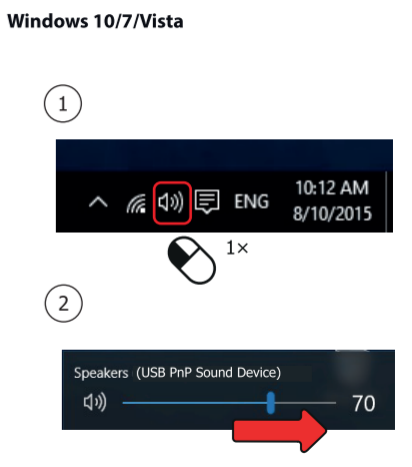 Windows 10/7/Vista
1
ENG
10:12 AM
8/10/2015
1×
2
Speakers (USB PnP Sound Device)
70